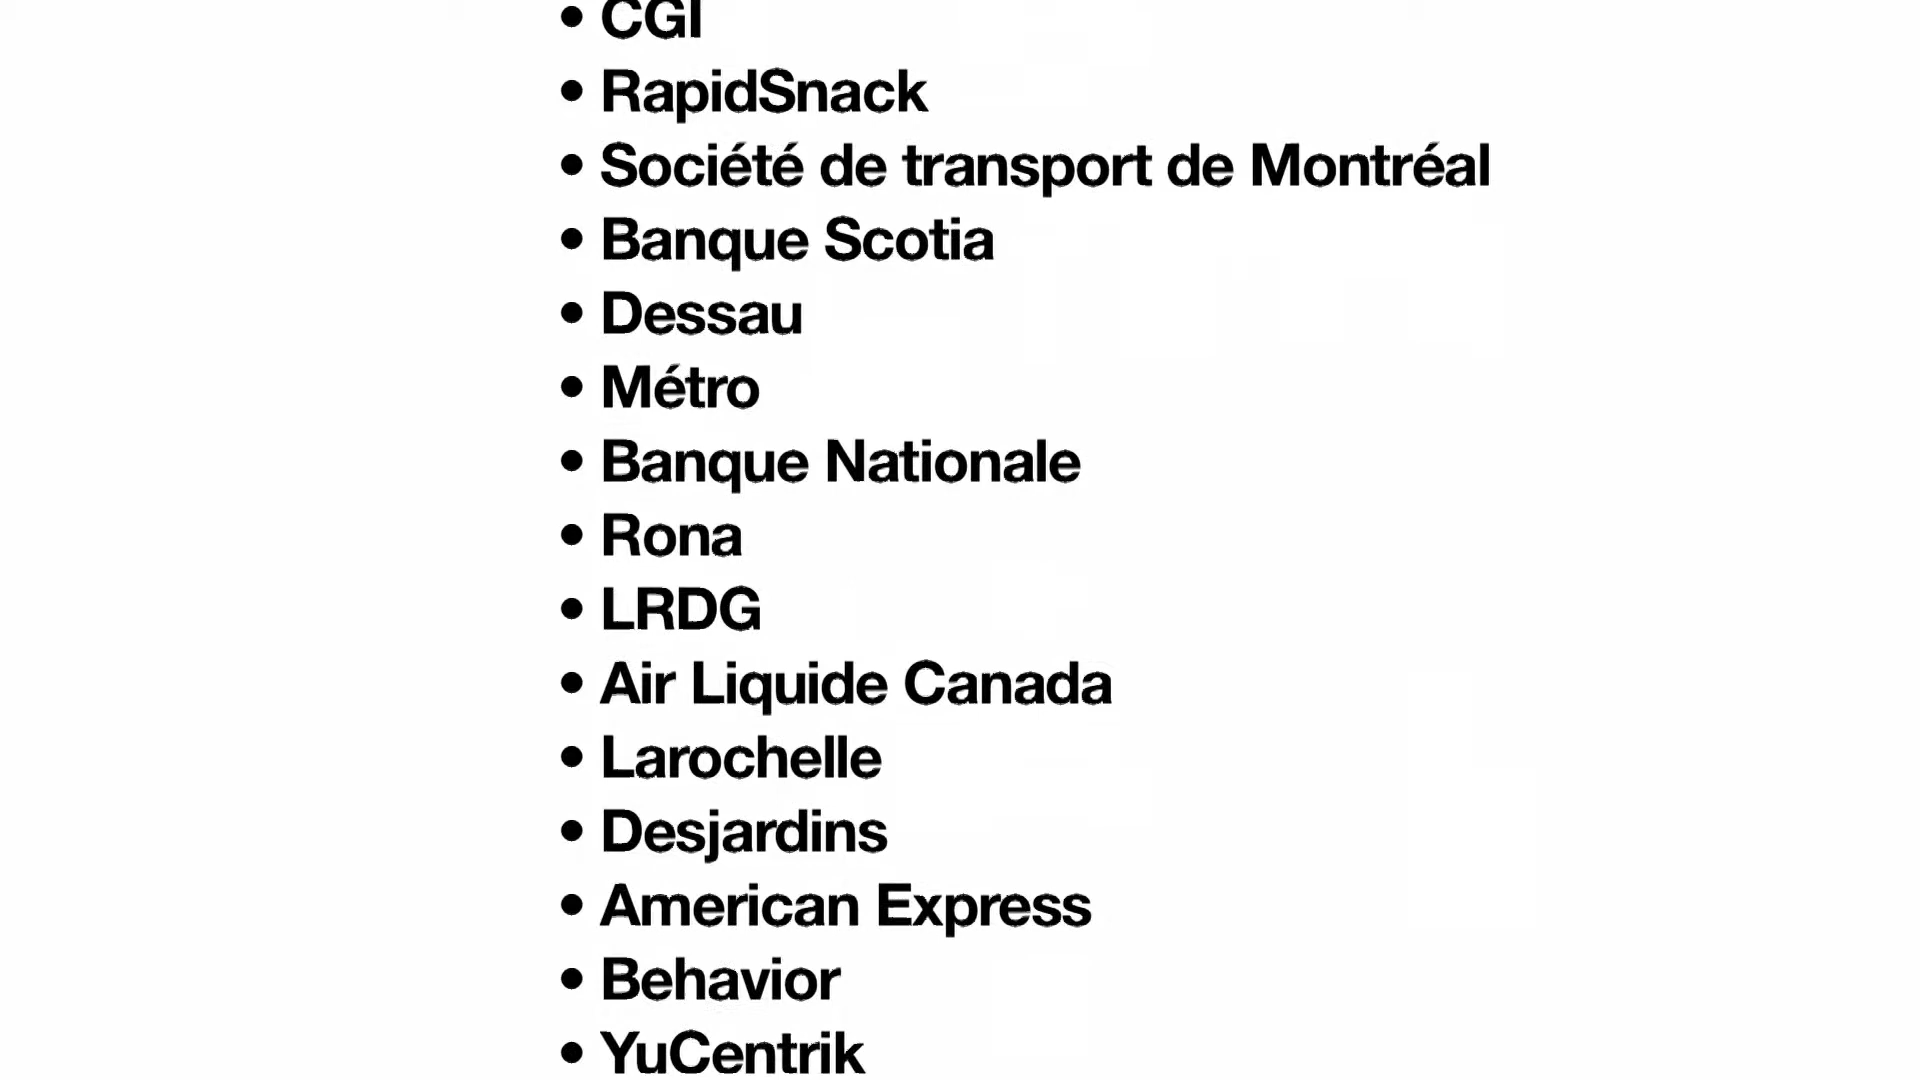 • CGI
• RapidSnack
• Société de transport de Montréal
• Banque Scotia
• Dessau
• Métro
• Banque Nationale
• Rona
• LRDG
• Air Liquide Canada
• Larochelle
• Desjardins
• American Express
• Behavior
• YuCentrik